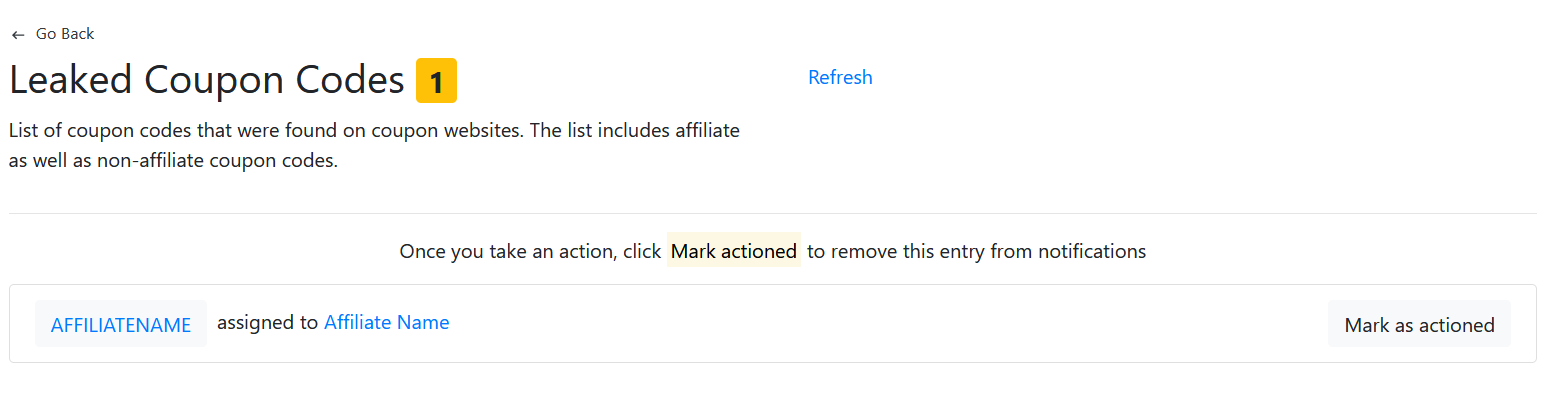 ← Go Back
Leaked Coupon Codes 1
Refresh
List of coupon codes that were found on coupon websites. The list includes affiliate
as well as non-affiliate coupon codes.
Once you take an action, click Mark actioned to remove this entry from notifications
AFFILIATENAME assigned to Affiliate Name
Mark as actioned